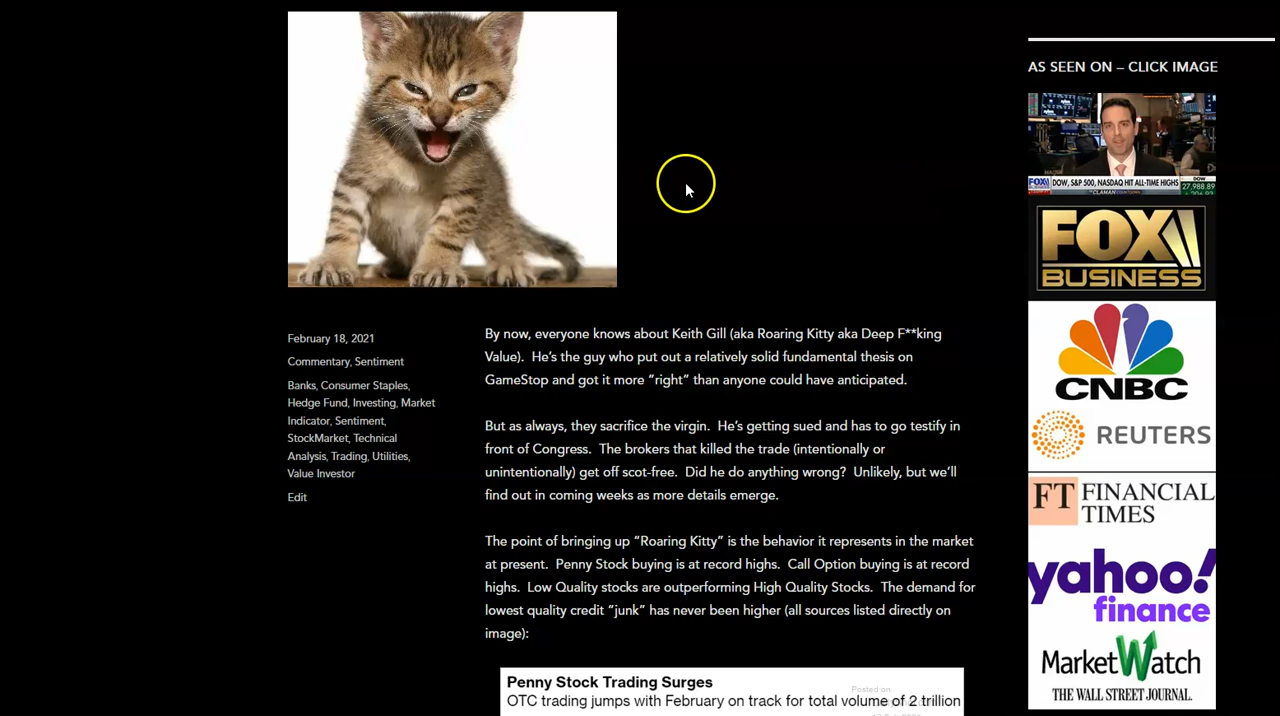 February 18, 2021
Commentary, Sentiment
Banks, Consumer Staples,
Hedge Fund, Investing, Market
Indicator, Sentiment,
StockMarket, Technical
Analysis, Trading, Utilities,
Value Investor
Edit
By now, everyone knows about Keith Gill (aka Roaring Kitty aka Deep F**king
Value). He's the guy who put out a relatively solid fundamental thesis on
GameStop and got it more “right” than anyone could have anticipated.
But as always, they sacrifice the virgin. He's getting sued and has to go testify in
front of Congress. The brokers that killed the trade (intentionally or
unintentionally) get off scot-free. Did he do anything wrong? Unlikely, but we'll
find out in coming weeks as more details emerge.
The point of bringing up “Roaring Kitty” is the behavior it represents in the market
at present. Penny Stock buying is at record highs. Call Option buying is at record
highs. Low Quality stocks are outperforming High Quality Stocks. The demand for
lowest quality credit “junk” has never been higher (all sources listed directly on
image):
Penny Stock Trading Surges
Posted on
OTC trading jumps with February on track for total volume of 2 trillion
AS SEEN ON – CLICK IMAGE
FOX
BUSINESS
DOW, S&P 500, NASDAQ HIT ALL-TIME HIGHS
DOW
27,988.89
FOX
BUSINESS
CNBC
REUTERS
FT FINANCIAL
TIMES
yahoo!
finance
MarketWatch
THE WALL STREET JOURNAL.